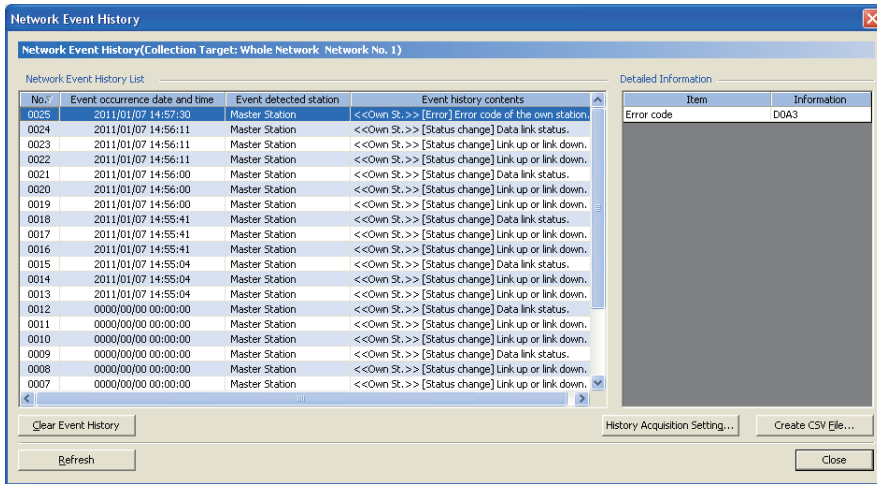 Network Event History
Network Event History(Collection Target: Whole Network Network No. 1)
Network Event History List
Detailed Information
No. Event occurrence date and time Event detected station Event history contents
Item Information
0025 2011/01/07 14:57:30 Master Station <<Own St.>> [Error] Error code of the own station.
Error code D0A3
0024 2011/01/07 14:56:11 Master Station <<Own St.>> [Status change] Data link status.
0023 2011/01/07 14:56:11 Master Station <<Own St.>> [Status change] Link up or link down.
0022 2011/01/07 14:56:11 Master Station <<Own St.>> [Status change] Link up or link down.
0021 2011/01/07 14:56:00 Master Station <<Own St.>> [Status change] Data link status.
0020 2011/01/07 14:56:00 Master Station <<Own St.>> [Status change] Link up or link down.
0019 2011/01/07 14:56:00 Master Station <<Own St.>> [Status change] Link up or link down.
0018 2011/01/07 14:55:41 Master Station <<Own St.>> [Status change] Data link status.
0017 2011/01/07 14:55:41 Master Station <<Own St.>> [Status change] Link up or link down.
0016 2011/01/07 14:55:41 Master Station <<Own St.>> [Status change] Link up or link down.
0015 2011/01/07 14:55:04 Master Station <<Own St.>> [Status change] Data link status.
0014 2011/01/07 14:55:04 Master Station <<Own St.>> [Status change] Link up or link down.
0013 2011/01/07 14:55:04 Master Station <<Own St.>> [Status change] Link up or link down.
0012 0000/00/00 00:00:00 Master Station <<Own St.>> [Status change] Data link status.
0011 0000/00/00 00:00:00 Master Station <<Own St.>> [Status change] Link up or link down.
0010 0000/00/00 00:00:00 Master Station <<Own St.>> [Status change] Link up or link down.
0009 0000/00/00 00:00:00 Master Station <<Own St.>> [Status change] Data link status.
0008 0000/00/00 00:00:00 Master Station <<Own St.>> [Status change] Link up or link down.
0007 0000/00/00 00:00:00 Master Station <<Own St.>> [Status change] Link up or link down.
Clear Event History
History Acquisition Setting...
Create CSV File...
Refresh
Close